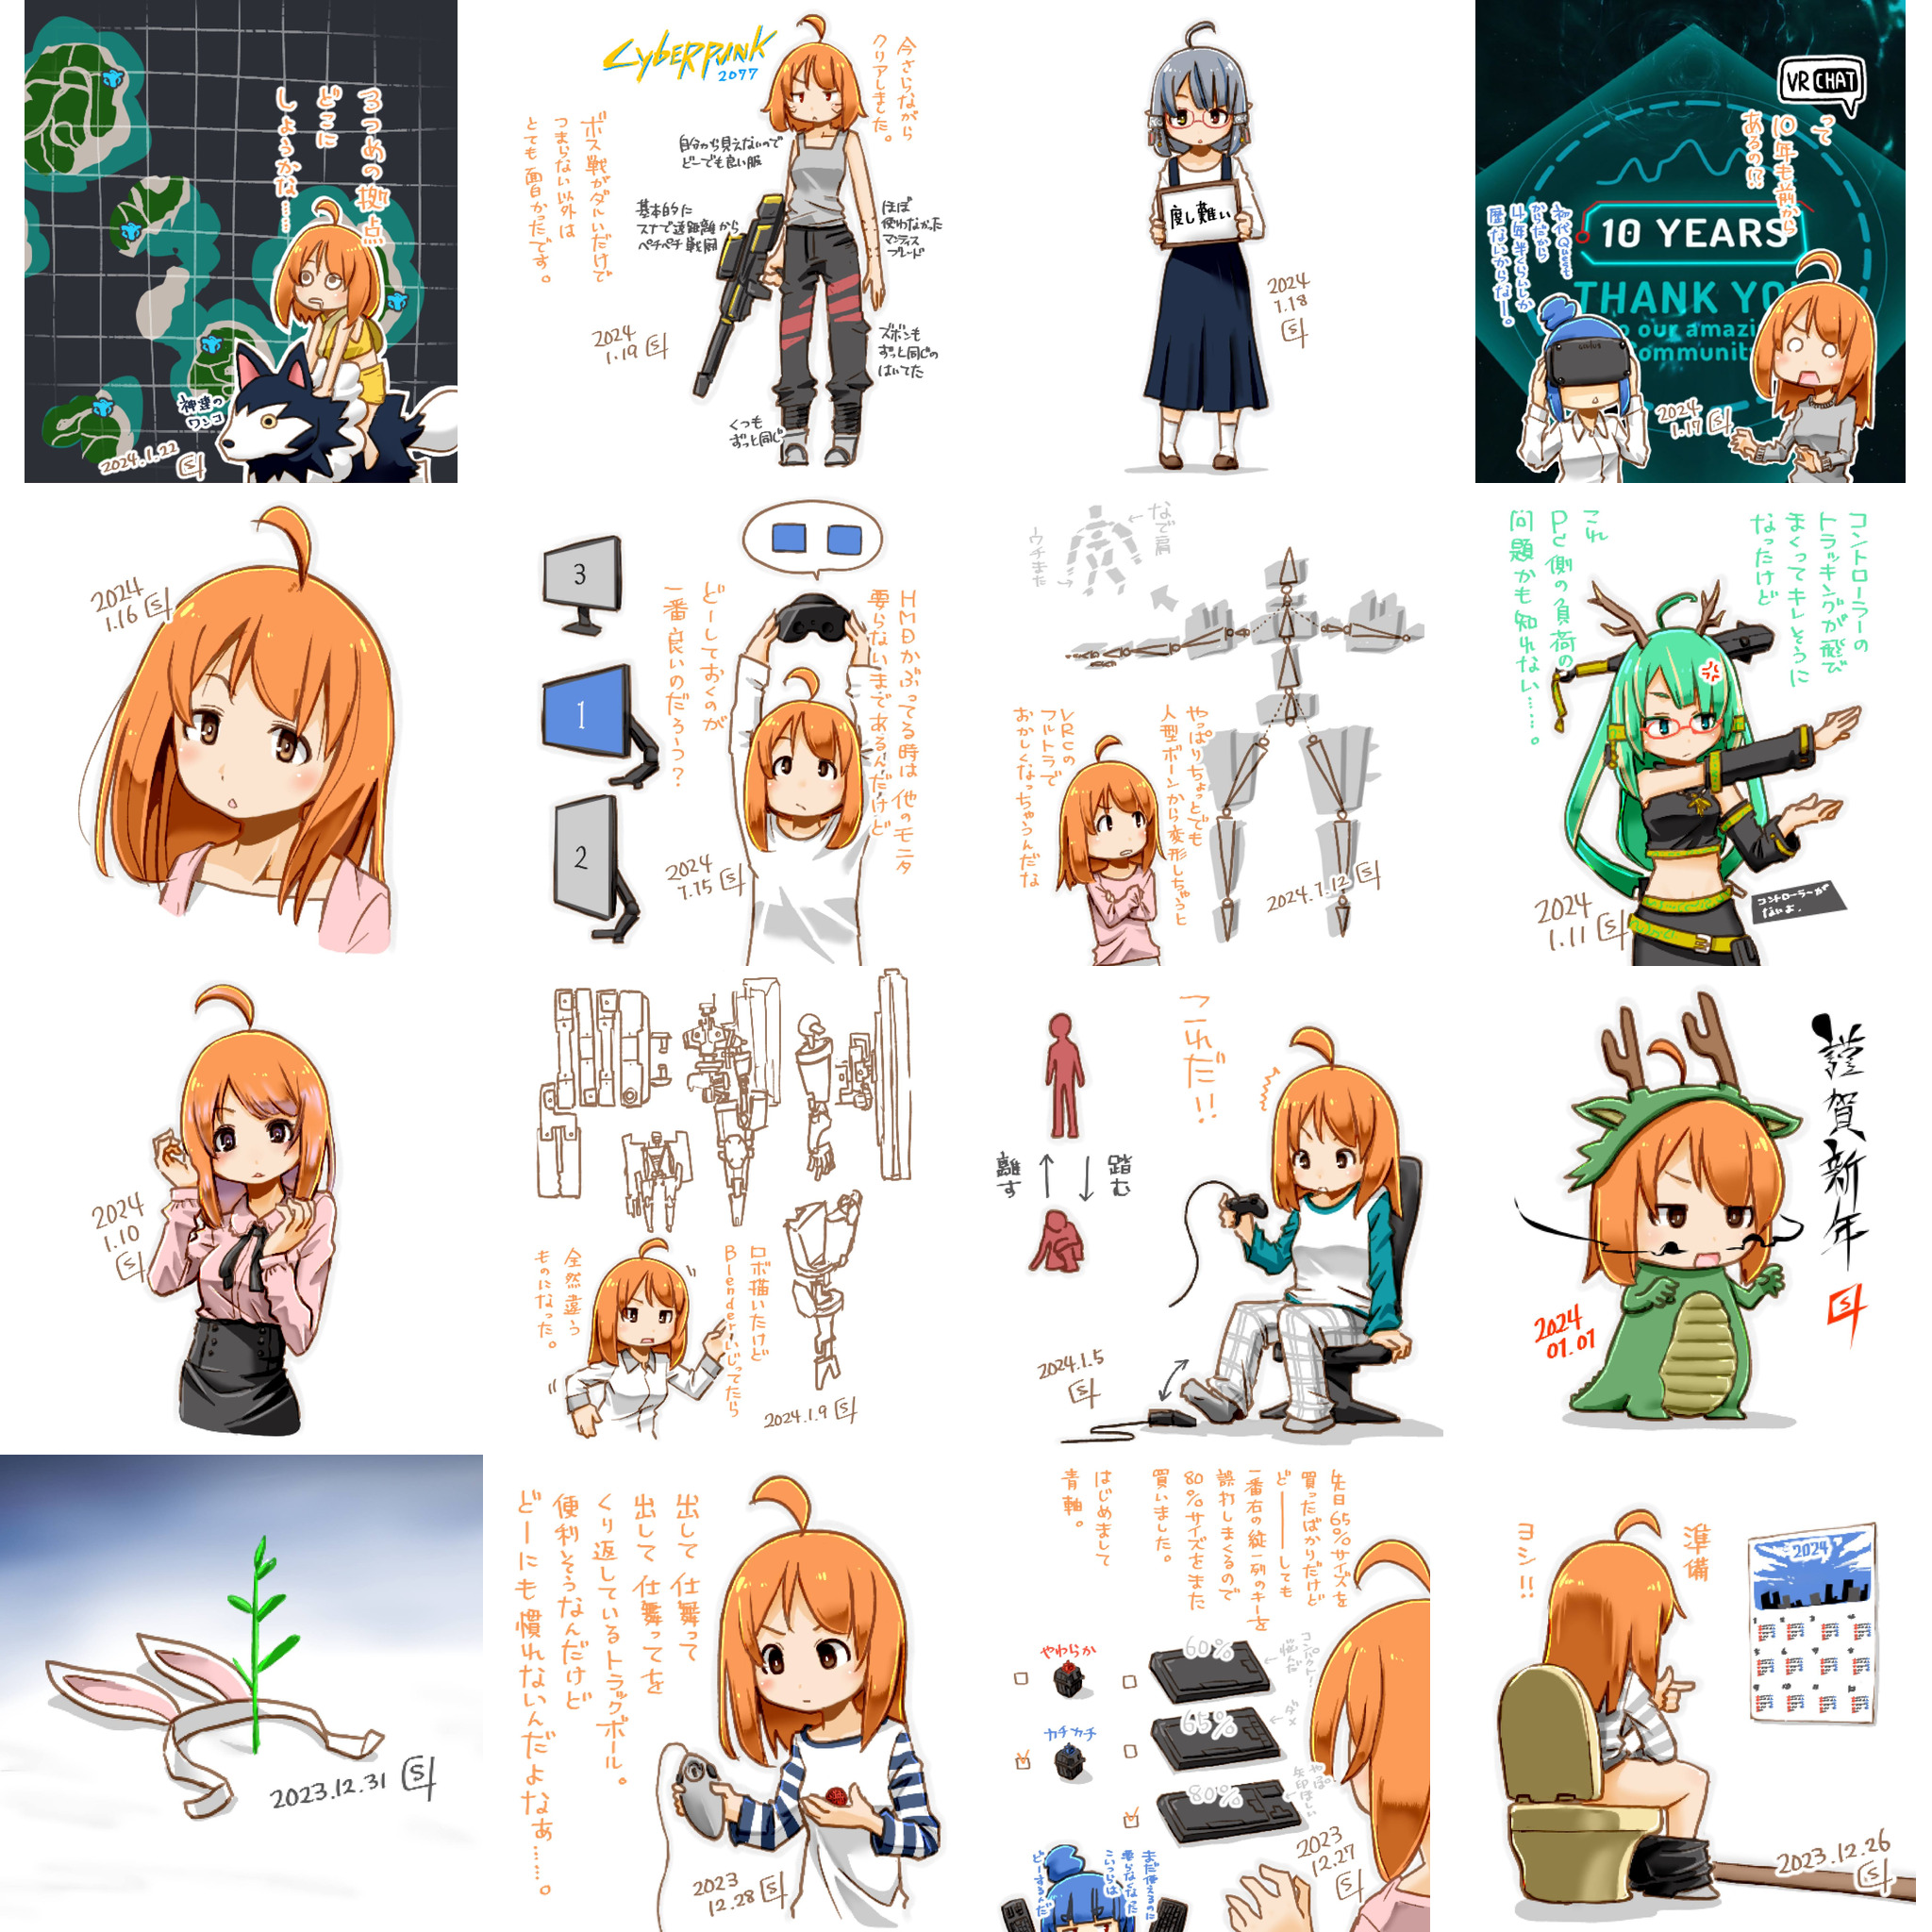 3つめの拠点
どこに
しようかな……
神達の
ワンコ
2024.1.22
CYBERPUNK
2077
今さらながら
クリアしました。
自分から見えないので
どーでも良い服
ボス戦がダルいだけで
つまらない以外は
とても面白かったです。
基本的に
スナで遠距離から
ペチペチ戦闘
ほぼ
使わなかった
マンティス
ブレード
ズボンも
ずっと同じの
はいてた
くつも
ずっと同じ
2024
1.19
度し難い
2024
1.18
VRCHAT
って
10年も前から
あるの!?
初代Quest
からだから
4年半くらいしか
歴ないからなー。
10 YEARS
THANK YO
o our amazi
ommunit
2024
1.17
2024
1.16
3
1
2
HMDかぶってる時は他のモニタ
要らないまであるんだけど
どーしておくのが
一番良いのだろーっ?
2024
1.15
なで肩
ウチまた
やっぱりちょっとでも
人型ボーンから変形しちゃうと
VRCの
フルトラで
おかしくなっちゃうんだな
2024.1.12
コントローラーの
トラッキングが飛び
まくってキレそうに
なったけど
これ
PC側の負荷の
問題かも知れない……。
コントローラーが
ないよ.
2024
1.11
2024
1.10
ロボ描いたけど
Blenderいじってたら
全然違う
ものになった。
2024.1.9
これだ!!
離す
踏む
2024.1.5
謹賀新年
2024
01.01
2023.12.31
出して仕舞って
出して仕舞ってを
くり返しているトラックボール。
便利そうなんだけど
どーにも慣れないんだよなぁ……。
2023
12.28
先日65%サイズを
買ったばかりだけど
どーーーしても
一番右の縦一列のキーを
誤打しまくるので
80%サイズをまた
買いました。
はじめまして
青軸。
やわらか
カチカチ
60%
コンパクト!
悩んだ
65%
ダメ
80%
やっぱ
矢印ほしい
まだ使えるのに
要らなくなった
こいつらは
どーするんだ
2023
12.27
準備
ヨシ!!
2024
2023.12.26